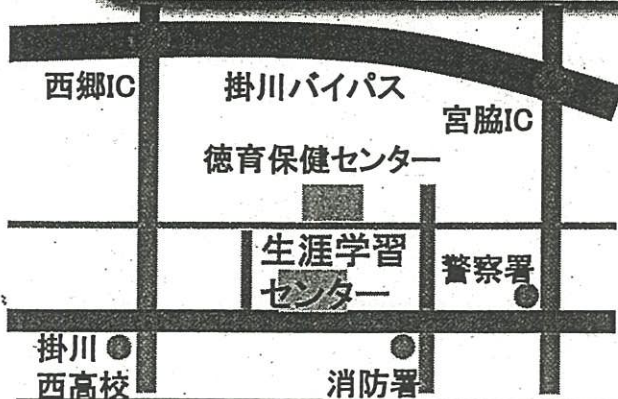 西郷IC
掛川バイパス
宮脇IC
徳育保健センター
生涯学習
センター
警察署
掛川
西高校
消防署